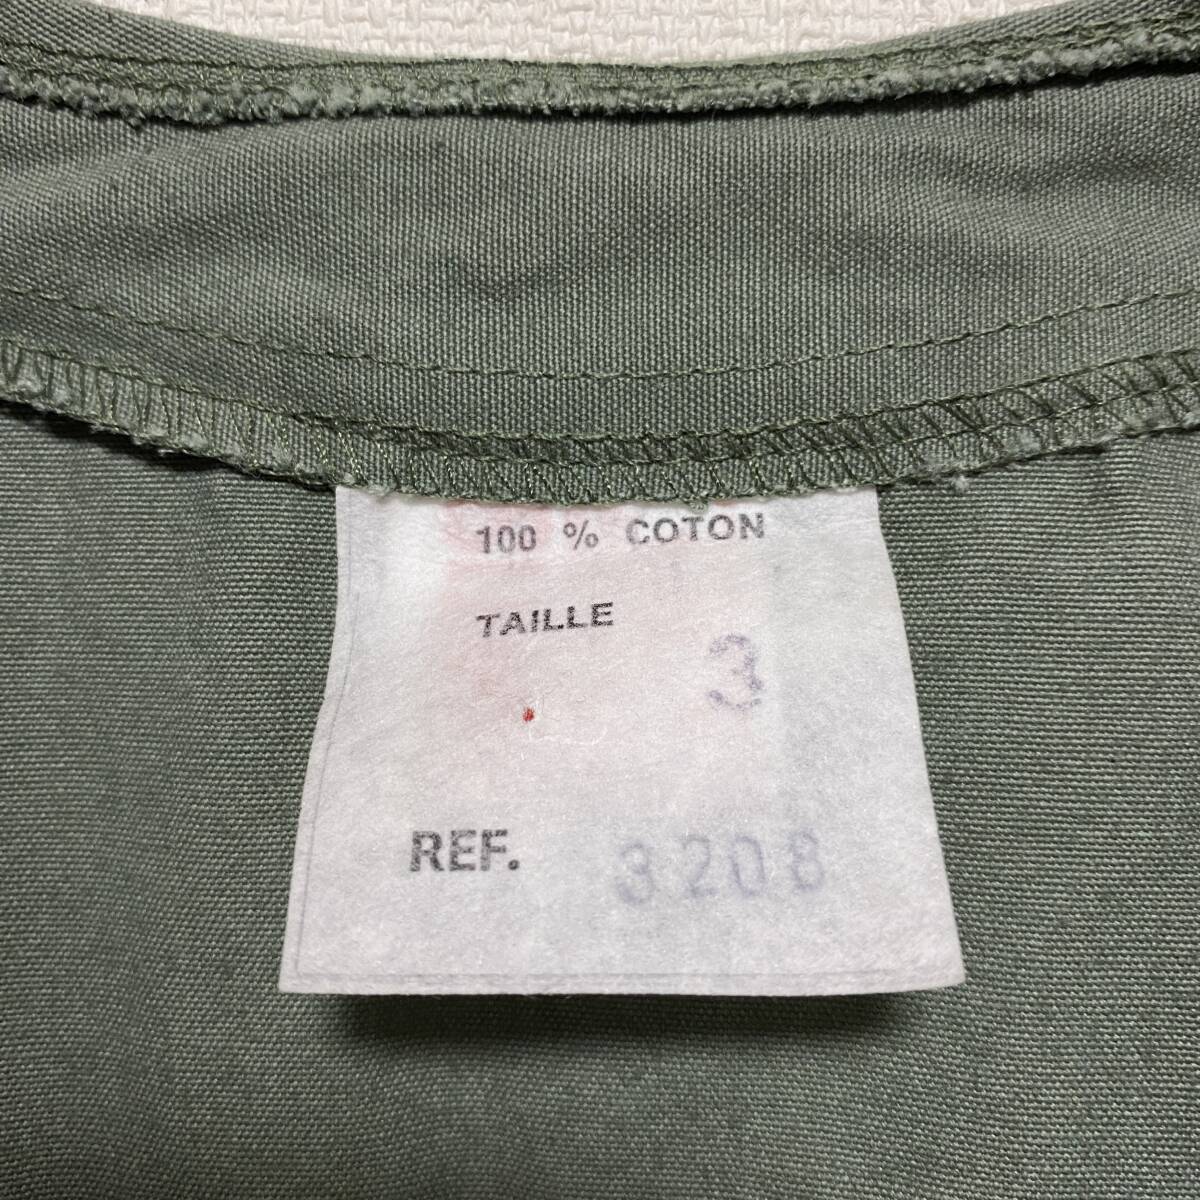 100 % COTON
TAILLE
3
REF. 3208